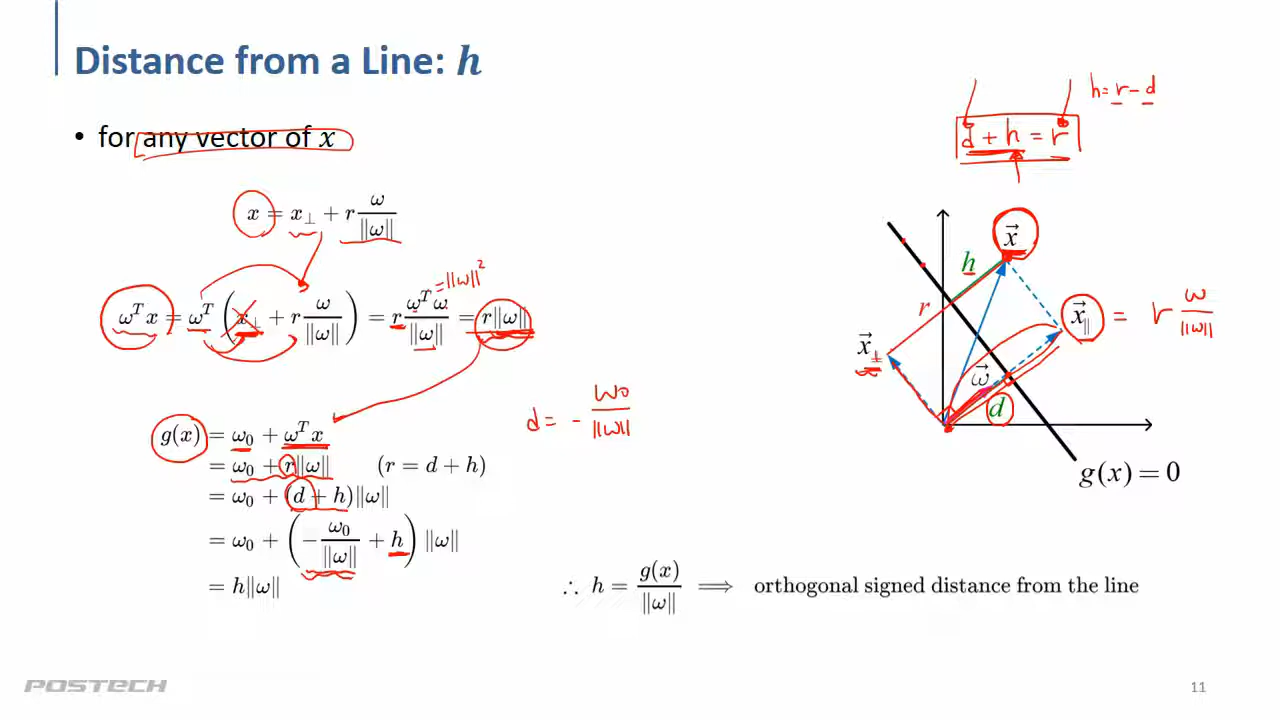 Distance from a Line: h
h = r - d
d + h = r
• for any vector of x
x = x⊥ + r ω/‖ω‖
= ‖ω‖²
ωᵀx = ωᵀ (x⊥ + r ω/‖ω‖) = r ωᵀω/‖ω‖ = r‖ω‖
x⃗
h
r
x⃗∥ = r ω/‖ω‖
x⃗⊥
ω⃗
d
g(x) = 0
d = - ω0/‖ω‖
g(x) = ω₀ + ωᵀx
= ω₀ + r‖ω‖ (r = d + h)
= ω₀ + (d + h)‖ω‖
= ω₀ + (−ω₀/‖ω‖ + h) ‖ω‖
= h‖ω‖
∴ h = g(x)/‖ω‖ ⟹ orthogonal signed distance from the line
POSTECH
11